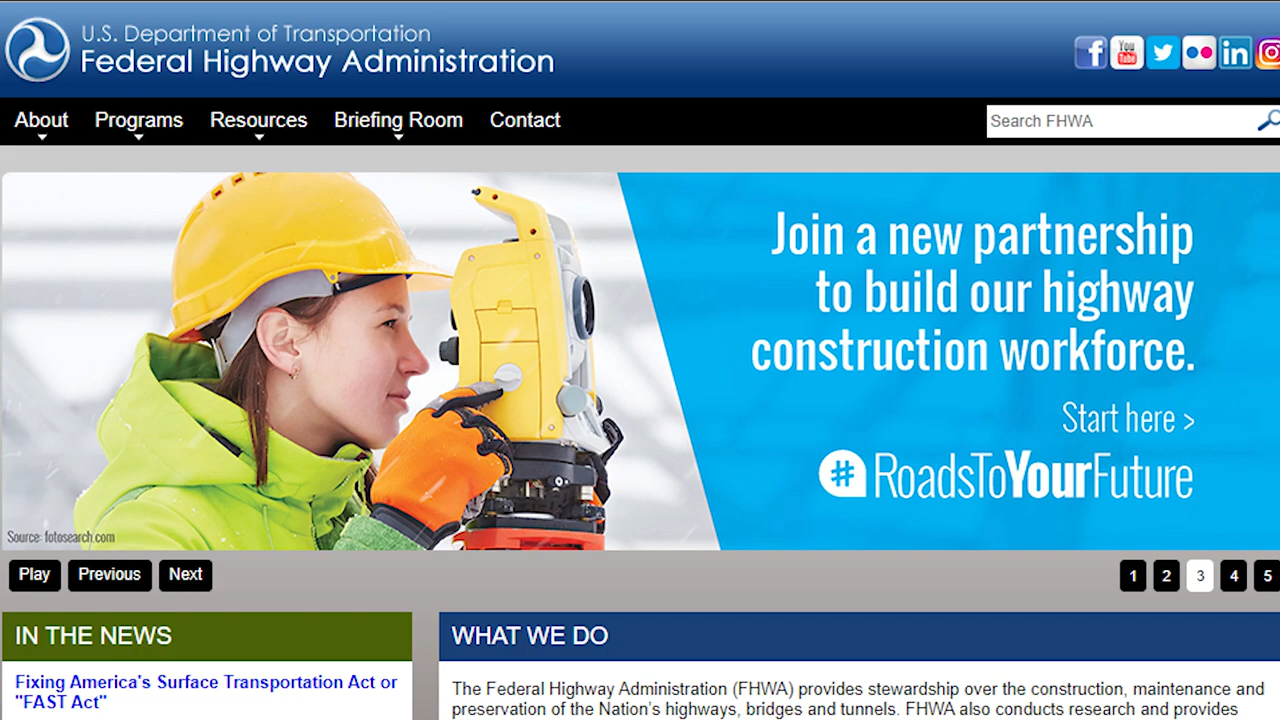 U.S. Department of Transportation
Federal Highway Administration
You
Tube
in
About
Programs
Resources
Briefing Room
Contact
Search FHWA
Join a new partnership
to build our highway
construction workforce.
Start here >
#RoadsToYourFuture
Source: fotosearch.com
Play
Previous
Next
1
2
3
4
5
IN THE NEWS
Fixing America's Surface Transportation Act or
"FAST Act"
WHAT WE DO
The Federal Highway Administration (FHWA) provides stewardship over the construction, maintenance and
preservation of the Nation's highways, bridges and tunnels. FHWA also conducts research and provides